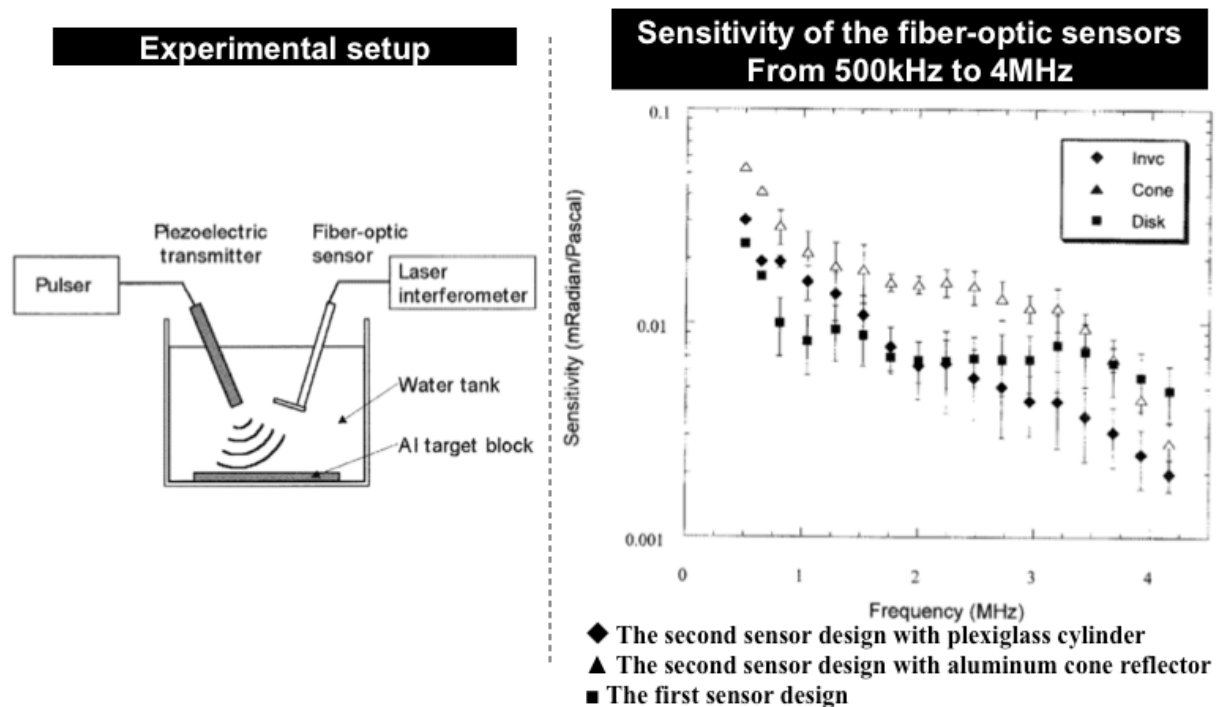 Experimental setup
Piezoelectric
transmitter
Fiber-optic
sensor
Pulser
Laser
interferometer
Water tank
Al target block
Sensitivity of the fiber-optic sensors
From 500kHz to 4MHz
Sensitivity (mRadian/Pascal)
0.1
0.01
0.001
Invc
Cone
Disk
0 1 2 3 4
Frequency (MHz)
The second sensor design with plexiglass cylinder
The second sensor design with aluminum cone reflector
The first sensor design